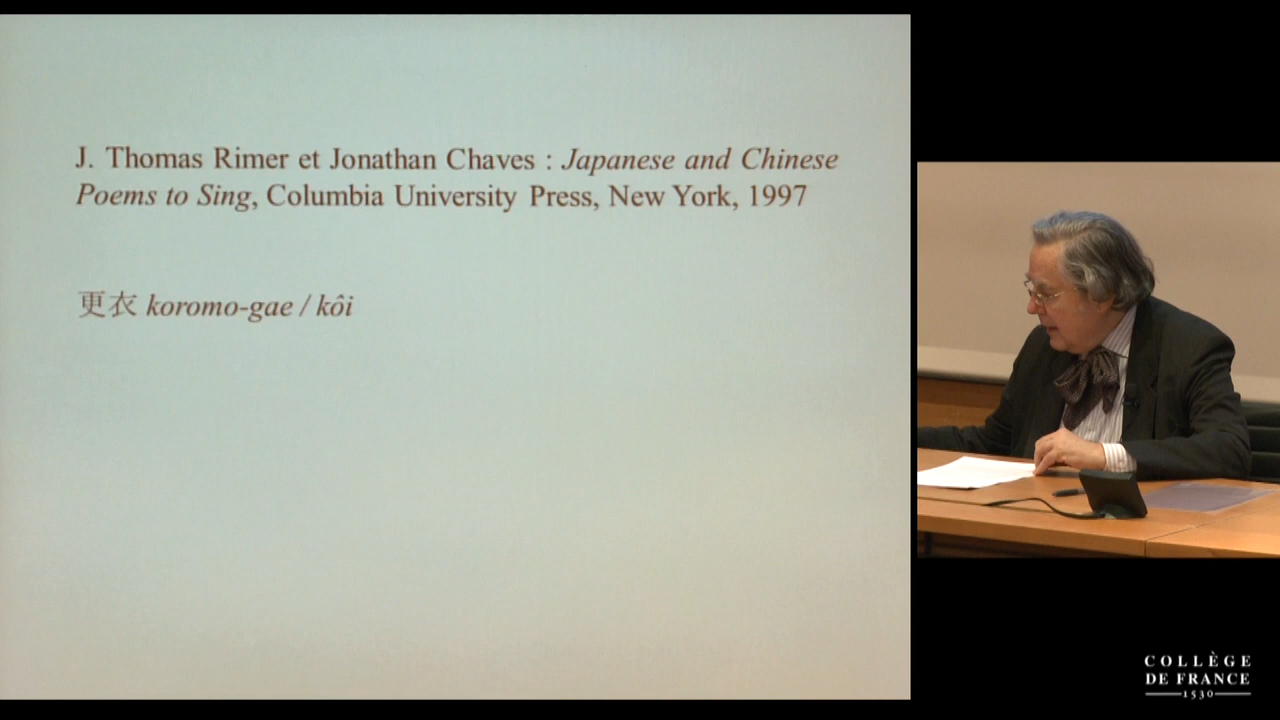 J. Thomas Rimer et Jonathan Chaves : Japanese and Chinese
Poems to Sing, Columbia University Press, New York, 1997
更衣 koromo-gae / kôi
COLLÈGE
DE FRANCE
1530